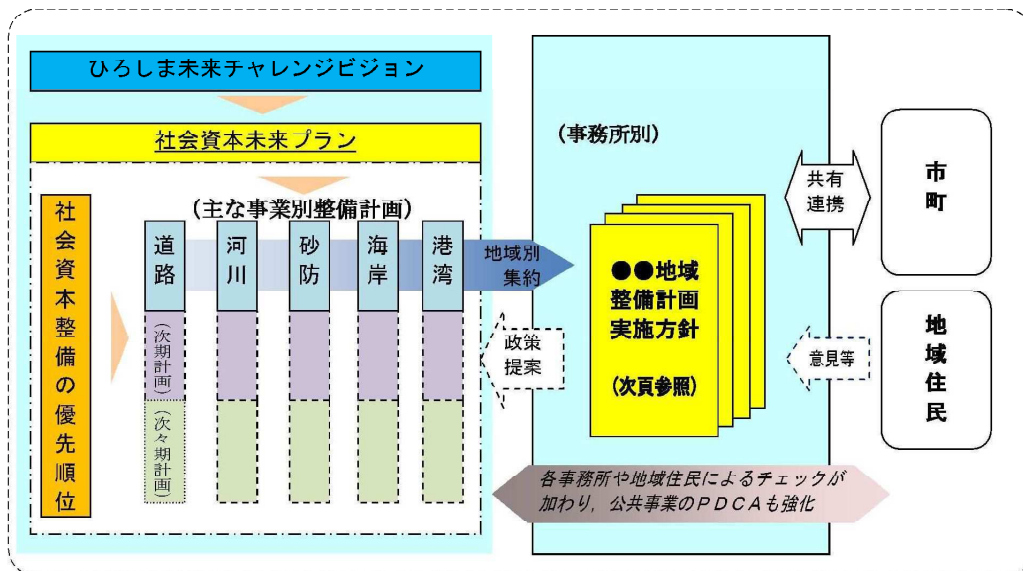 ひろしま未来チャレンジビジョン
社会資本未来プラン
(主な事業別整備計画)
社会資本整備の優先順位
道路
河川
砂防
海岸
港湾
(次期計画)
(次々期計画)
地域別
集約
政策
提案
(事務所別)
●●地域
整備計画
実施方針
(次頁参照)
共有
連携
意見等
市町
地域住民
各事務所や地域住民によるチェックが
加わり,公共事業のPDCAも強化